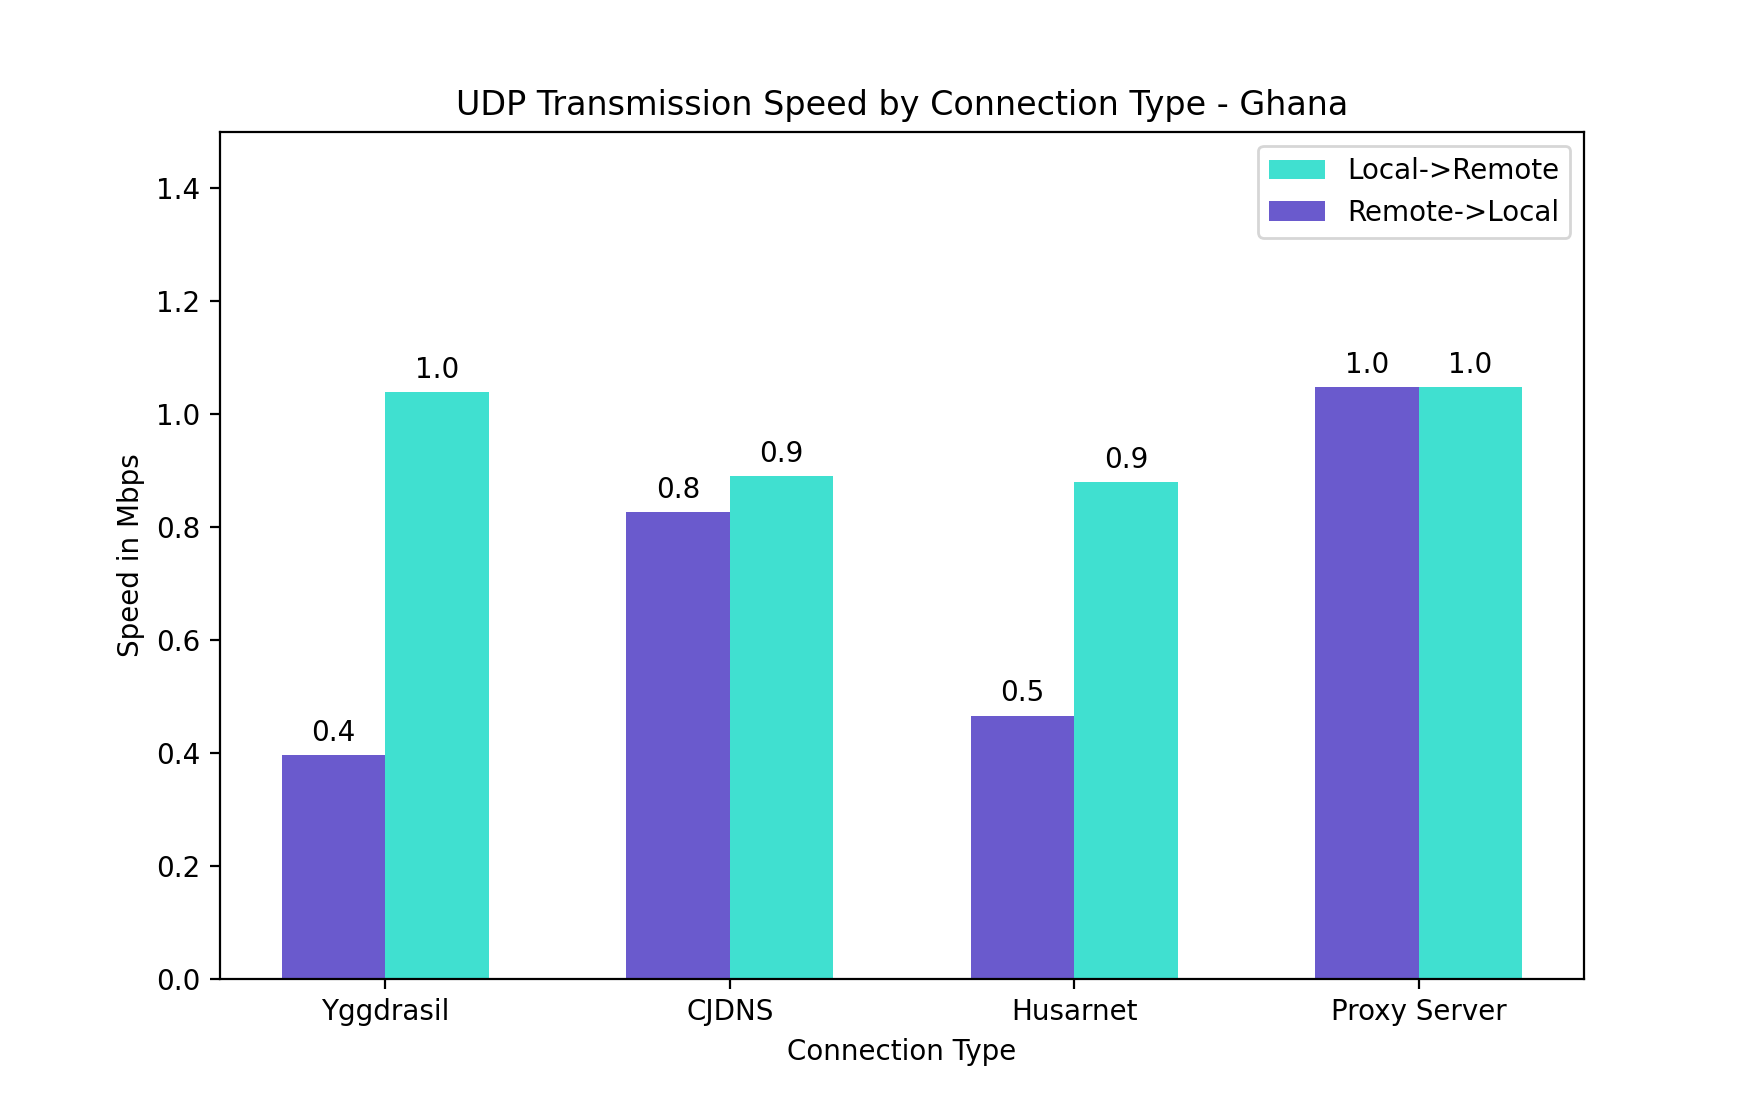 UDP Transmission Speed by Connection Type - Ghana
Local->Remote
Remote->Local
1.4
1.2
1.0
0.8
0.6
0.4
0.2
0.0
Speed in Mbps
0.4
1.0
0.8
0.9
0.5
0.9
1.0
1.0
Yggdrasil
CJDNS
Husarnet
Proxy Server
Connection Type